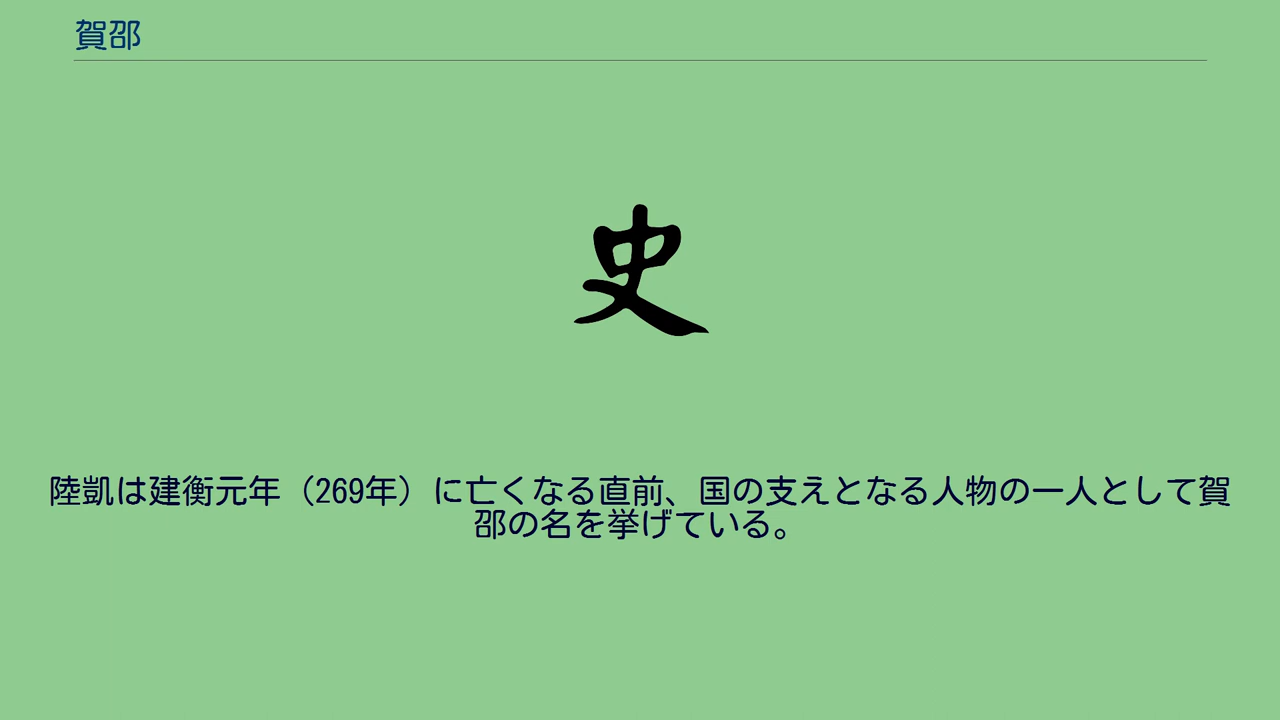 賀邵
史
陸凱は建衡元年（269年）に亡くなる直前、国の支えとなる人物の一人として賀
邵の名を挙げている。